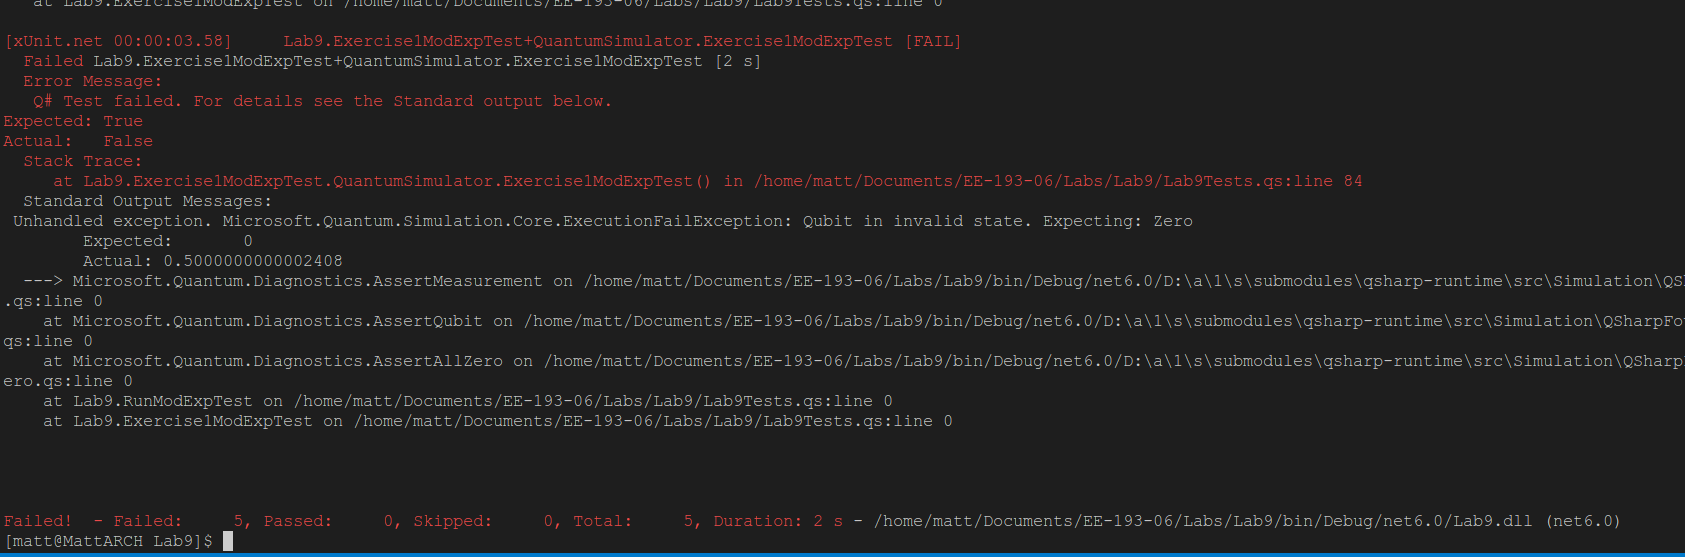 at Lab9.Exercise1ModExpTest on /home/matt/Documents/EE-193-06/Labs/Lab9/Lab9Tests.qs:line 0
[xUnit.net 00:00:03.58]     Lab9.Exercise1ModExpTest+QuantumSimulator.Exercise1ModExpTest [FAIL]
Failed Lab9.Exercise1ModExpTest+QuantumSimulator.Exercise1ModExpTest [2 s]
Error Message:
Q# Test failed. For details see the Standard output below.
Expected: True
Actual:   False
Stack Trace:
at Lab9.Exercise1ModExpTest.QuantumSimulator.Exercise1ModExpTest() in /home/matt/Documents/EE-193-06/Labs/Lab9/Lab9Tests.qs:line 84
Standard Output Messages:
Unhandled exception. Microsoft.Quantum.Simulation.Core.ExecutionFailException: Qubit in invalid state. Expecting: Zero
Expected:       0
Actual: 0.5000000000002408
---> Microsoft.Quantum.Diagnostics.AssertMeasurement on /home/matt/Documents/EE-193-06/Labs/Lab9/bin/Debug/net6.0/D:\a\1\s\submodules\qsharp-runtime\src\Simulation\QS
.qs:line 0
at Microsoft.Quantum.Diagnostics.AssertQubit on /home/matt/Documents/EE-193-06/Labs/Lab9/bin/Debug/net6.0/D:\a\1\s\submodules\qsharp-runtime\src\Simulation\QSharpFo
qs:line 0
at Microsoft.Quantum.Diagnostics.AssertAllZero on /home/matt/Documents/EE-193-06/Labs/Lab9/bin/Debug/net6.0/D:\a\1\s\submodules\qsharp-runtime\src\Simulation\QSharp
ero.qs:line 0
at Lab9.RunModExpTest on /home/matt/Documents/EE-193-06/Labs/Lab9/Lab9Tests.qs:line 0
at Lab9.Exercise1ModExpTest on /home/matt/Documents/EE-193-06/Labs/Lab9/Lab9Tests.qs:line 0
Failed!  - Failed:     5, Passed:     0, Skipped:     0, Total:     5, Duration: 2 s - /home/matt/Documents/EE-193-06/Labs/Lab9/bin/Debug/net6.0/Lab9.dll (net6.0)
[matt@MattARCH Lab9]$